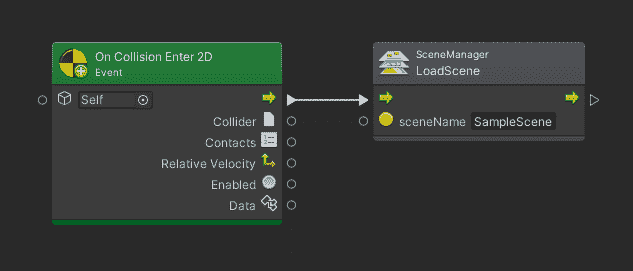 On Collision Enter 2D
Event
Self
Collider
Contacts
Relative Velocity
Enabled
Data
SceneManager
LoadScene
sceneName SampleScene